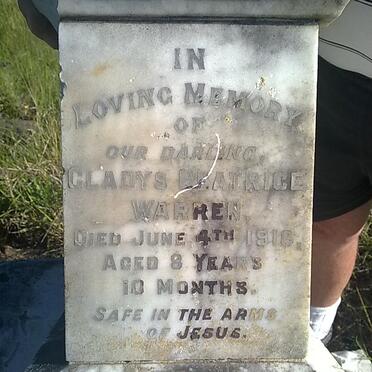 IN
LOVING MEMORY
OF
OUR DARLING,
GLADYS BEATRICE
WARREN,
DIED JUNE 4TH 1916,
AGED 8 YEARS
10 MONTHS.
SAFE IN THE ARMS
OF JESUS.